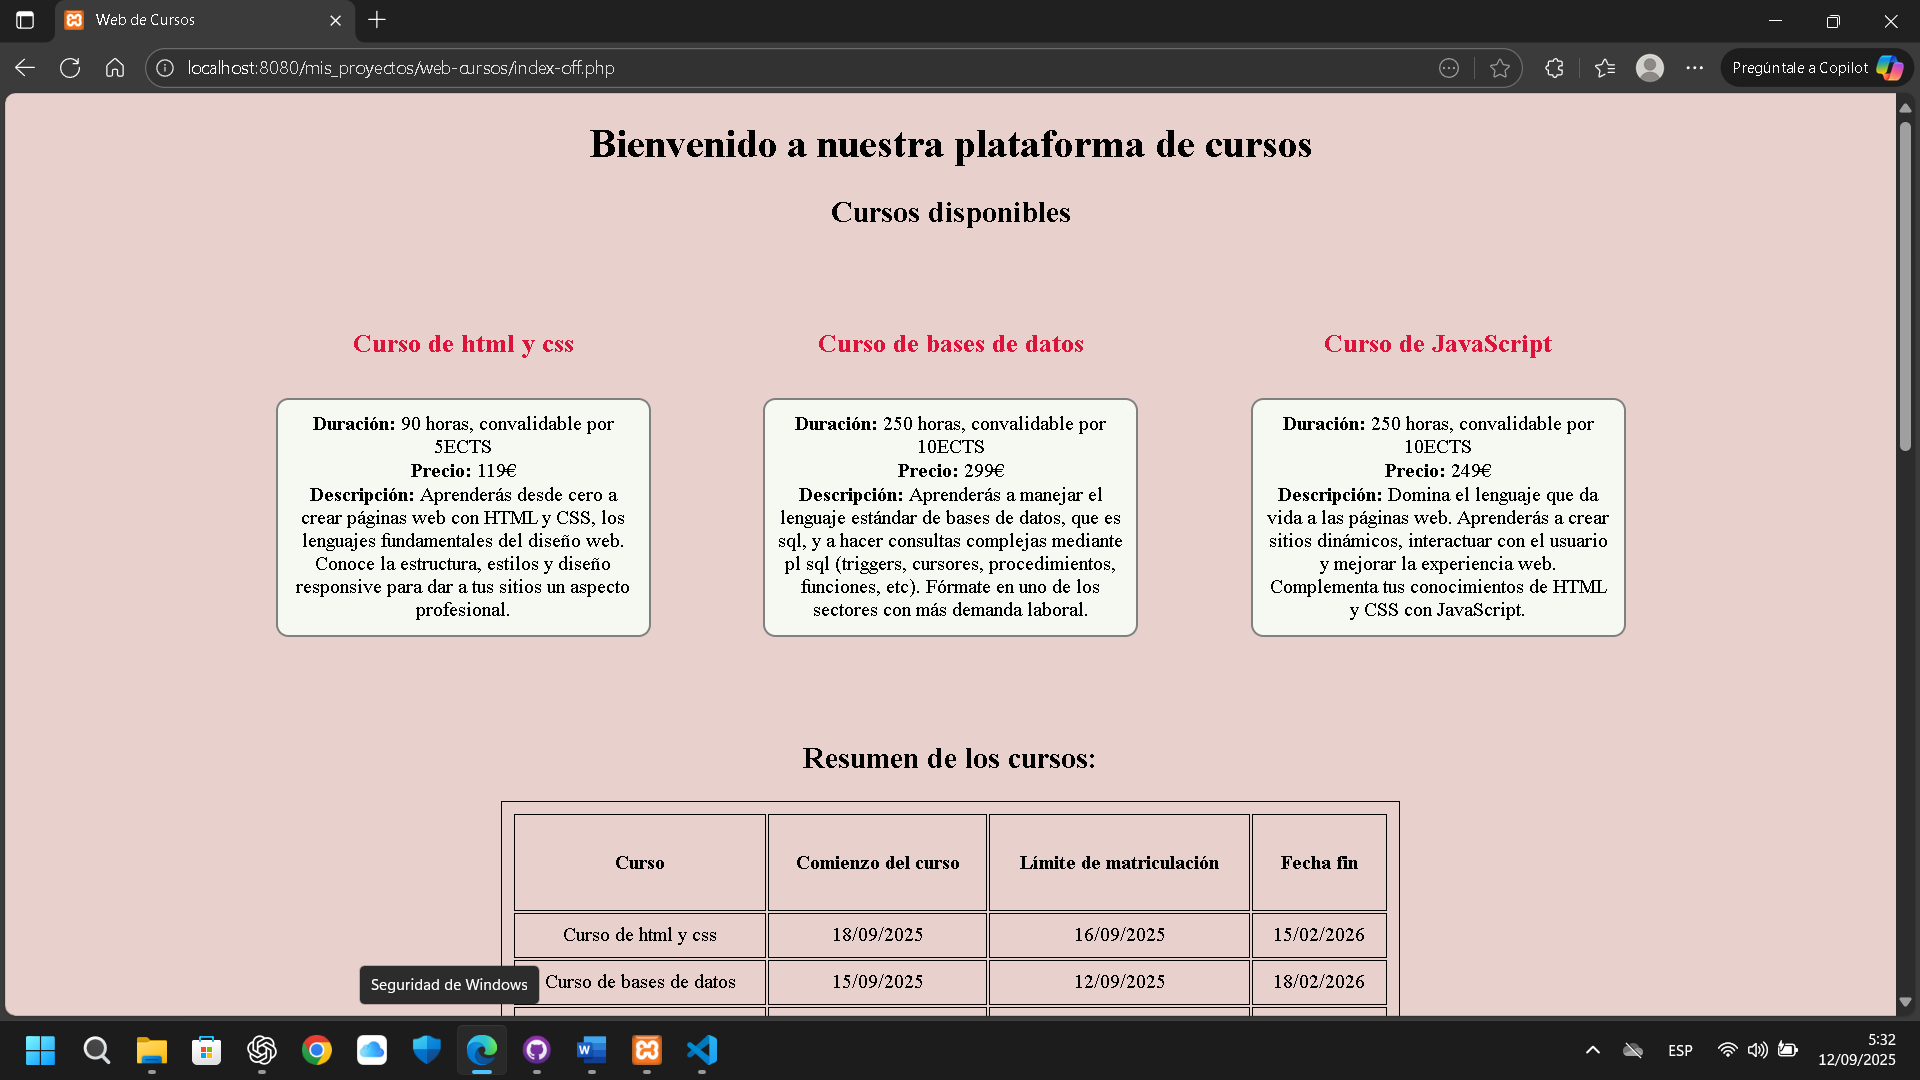 Web de Cursos
localhost:8080/mis_proyectos/web-cursos/index-off.php
Pregúntale a Copilot
Bienvenido a nuestra plataforma de cursos
Cursos disponibles
Curso de html y css
Duración: 90 horas, convalidable por
5ECTS
Precio: 119€
Descripción: Aprenderás desde cero a
crear páginas web con HTML y CSS, los
lenguajes fundamentales del diseño web.
Conoce la estructura, estilos y diseño
responsive para dar a tus sitios un aspecto
profesional.
Curso de bases de datos
Duración: 250 horas, convalidable por
10ECTS
Precio: 299€
Descripción: Aprenderás a manejar el
lenguaje estándar de bases de datos, que es
sql, y a hacer consultas complejas mediante
pl sql (triggers, cursores, procedimientos,
funciones, etc). Fórmate en uno de los
sectores con más demanda laboral.
Curso de JavaScript
Duración: 250 horas, convalidable por
10ECTS
Precio: 249€
Descripción: Domina el lenguaje que da
vida a las páginas web. Aprenderás a crear
sitios dinámicos, interactuar con el usuario
y mejorar la experiencia web.
Complementa tus conocimientos de HTML
y CSS con JavaScript.
Resumen de los cursos:
Curso Comienzo del curso Límite de matriculación Fecha fin
Curso de html y css 18/09/2025 16/09/2025 15/02/2026
Curso de bases de datos 15/09/2025 12/09/2025 18/02/2026
Seguridad de Windows
ESP
5:32
12/09/2025